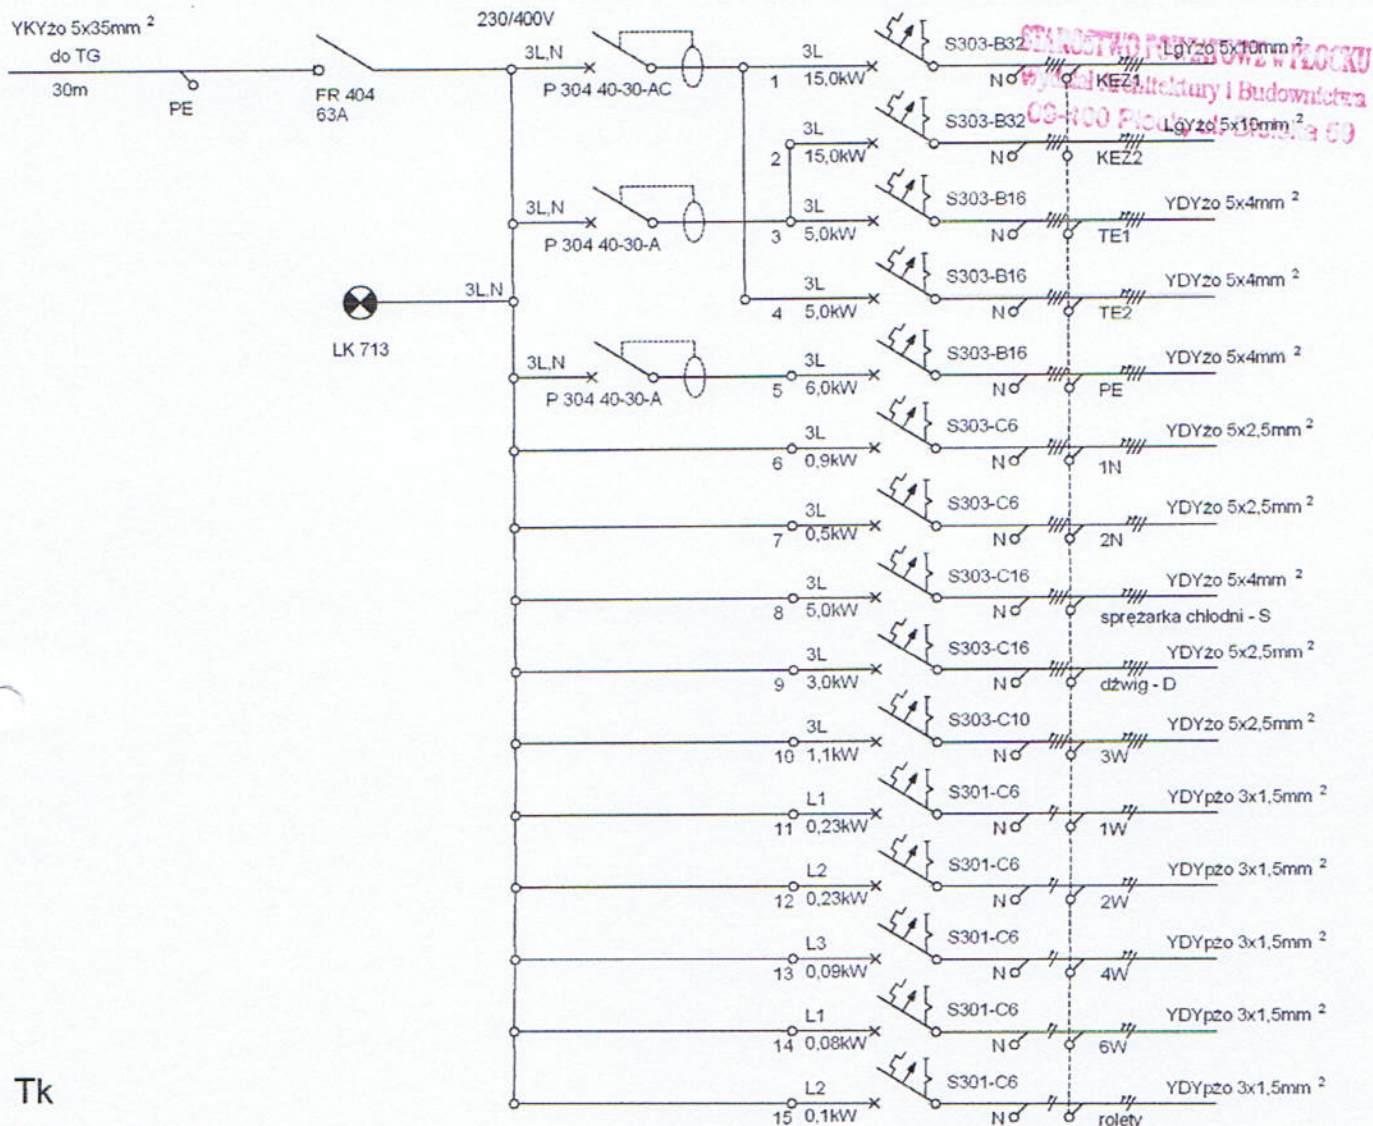 YKYżo 5x35mm 2
do TG
30m
PE
FR 404
63A
230/400V
3L,N
P 304 40-30-AC
3L
1 15,0kW
S303-B32
N
KEZ1
LgYżo 5x10mm 2
STAROSTWO POWIATOWE W PŁOCKU
Wydział Architektury i Budownictwa
09-400 Płock, ul. Bielska 59
3L
2 15,0kW
S303-B32
N
KEZ2
LgYżo 5x10mm 2
3L,N
P 304 40-30-A
3L
3 5,0kW
S303-B16
N
TE1
YDYżo 5x4mm 2
3L,N
LK 713
3L
4 5,0kW
S303-B16
N
TE2
YDYżo 5x4mm 2
3L,N
P 304 40-30-A
3L
5 6,0kW
S303-B16
N
PE
YDYżo 5x4mm 2
3L
6 0,9kW
S303-C6
N
1N
YDYżo 5x2,5mm 2
3L
7 0,5kW
S303-C6
N
2N
YDYżo 5x2,5mm 2
3L
8 5,0kW
S303-C16
N
sprężarka chłodni - S
YDYżo 5x4mm 2
3L
9 3,0kW
S303-C16
N
dźwig - D
YDYżo 5x2,5mm 2
3L
10 1,1kW
S303-C10
N
3W
YDYżo 5x2,5mm 2
L1
11 0,23kW
S301-C6
N
1W
YDYpżo 3x1,5mm 2
L2
12 0,23kW
S301-C6
N
2W
YDYpżo 3x1,5mm 2
L3
13 0,09kW
S301-C6
N
4W
YDYpżo 3x1,5mm 2
L1
14 0,08kW
S301-C6
N
6W
YDYpżo 3x1,5mm 2
L2
15 0,1kW
S301-C6
N
rolety
YDYpżo 3x1,5mm 2
Tk